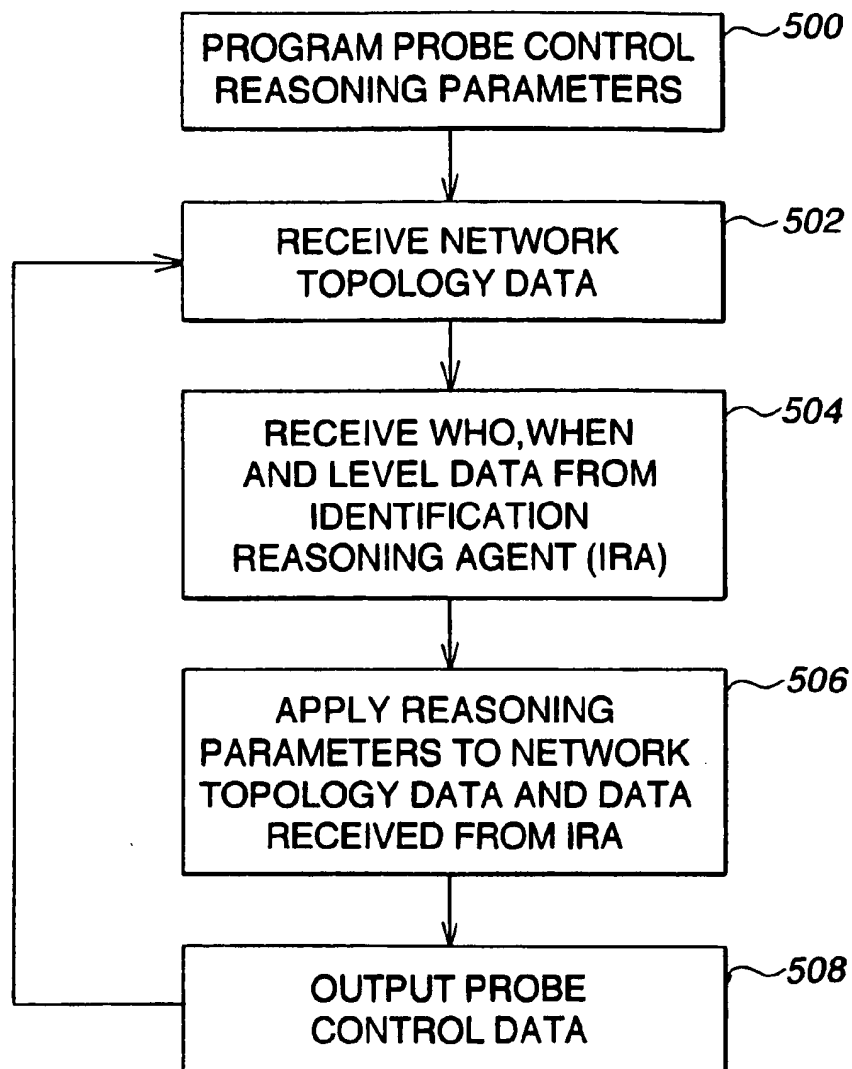 PROGRAM PROBE CONTROL
REASONING PARAMETERS
500
RECEIVE NETWORK
TOPOLOGY DATA
502
RECEIVE WHO,WHEN
AND LEVEL DATA FROM
IDENTIFICATION
REASONING AGENT (IRA)
504
APPLY REASONING
PARAMETERS TO NETWORK
TOPOLOGY DATA AND DATA
RECEIVED FROM IRA
506
OUTPUT PROBE
CONTROL DATA
508